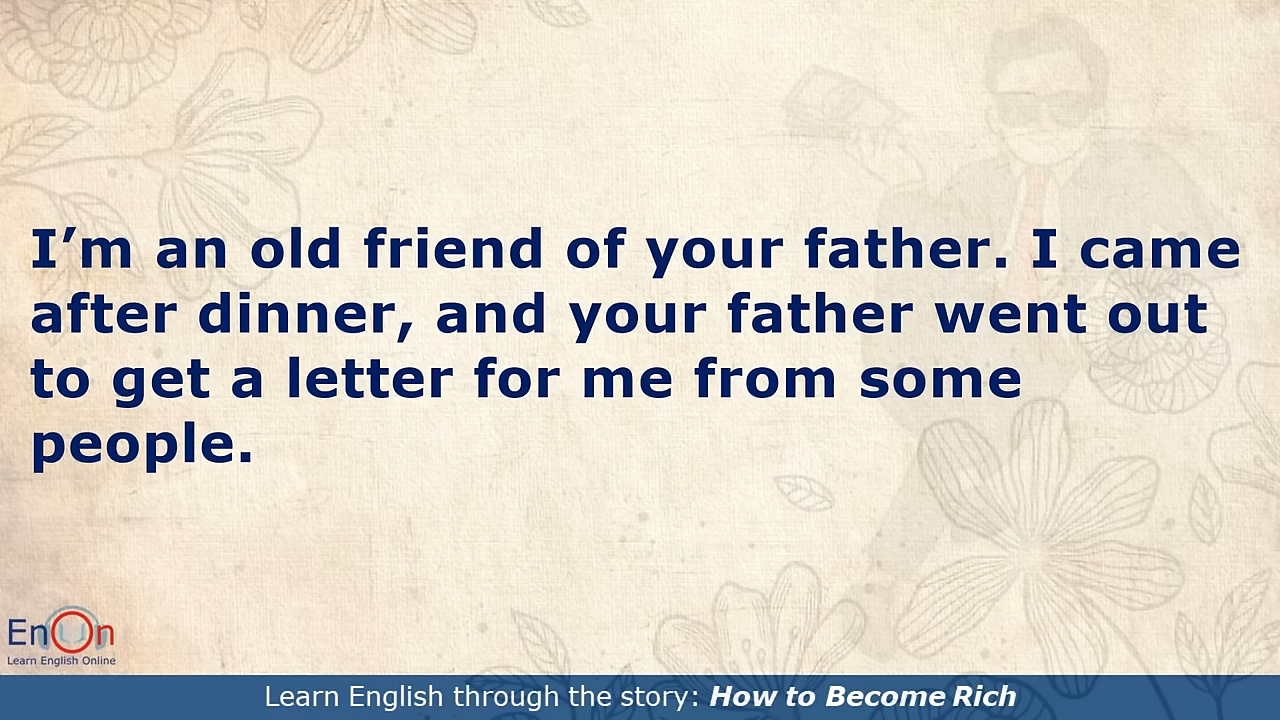 I’m an old friend of your father. I came
after dinner, and your father went out
to get a letter for me from some
people.
EnOn
Learn English Online
Learn English through the story: How to Become Rich